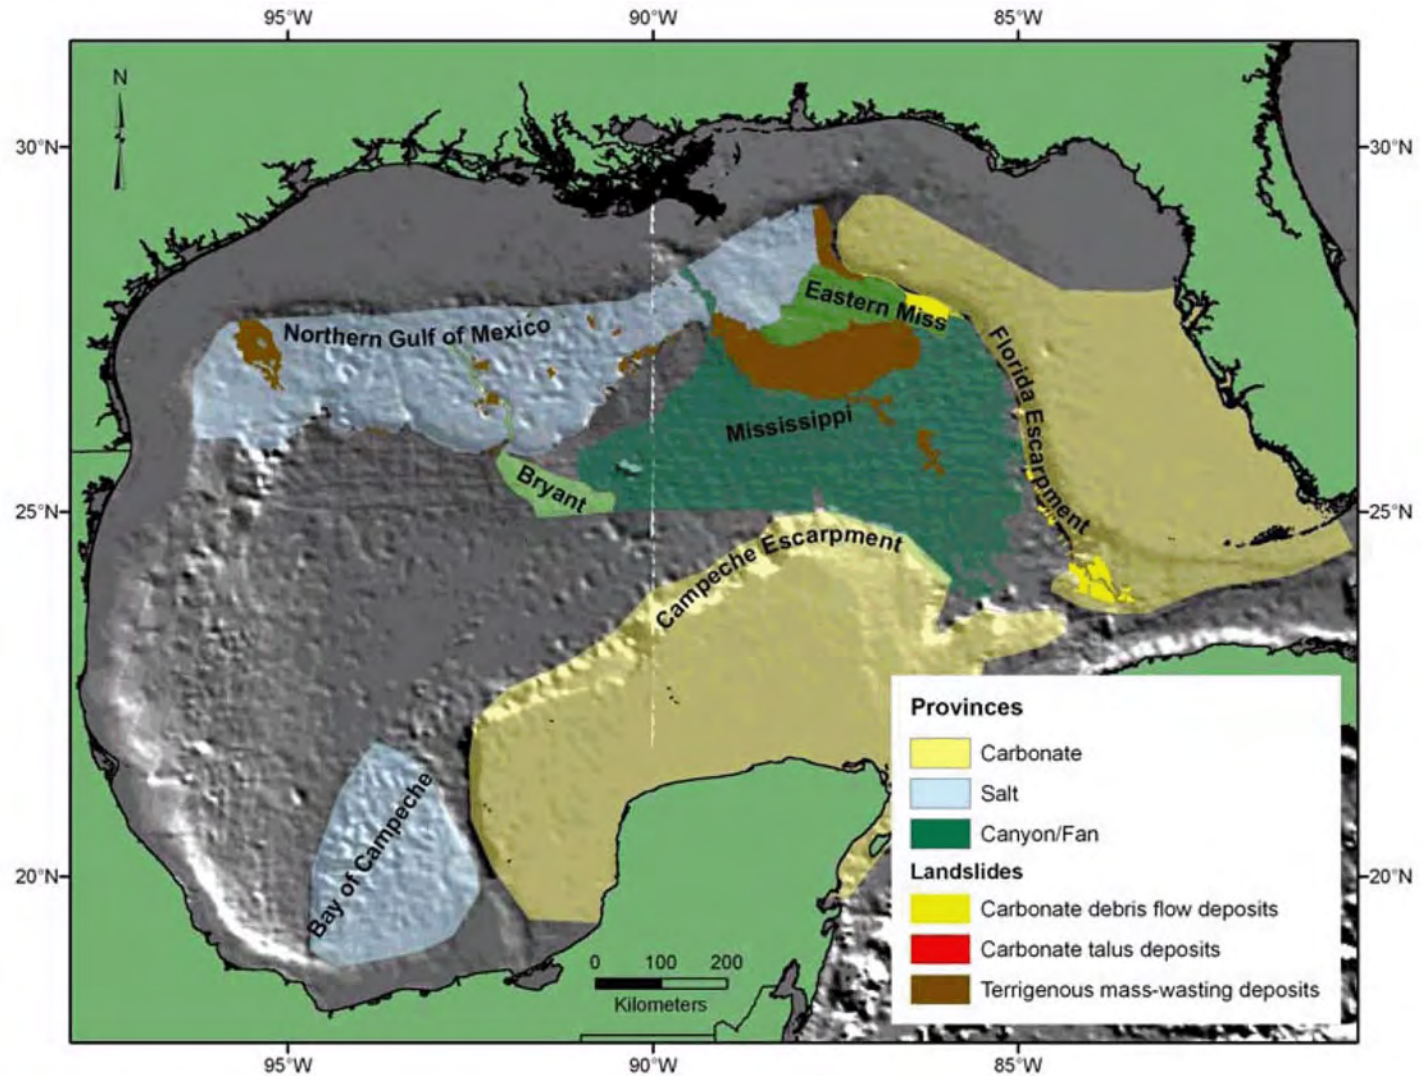 95°W 90°W 85°W
N
30°N 30°N
Northern Gulf of Mexico
Eastern Miss
Florida Escarpment
Mississippi
Bryant
25°N 25°N
Campeche Escarpment
Bay of Campeche
20°N 20°N
Provinces
Carbonate
Salt
Canyon/Fan
Landslides
Carbonate debris flow deposits
Carbonate talus deposits
Terrigenous mass-wasting deposits
0 100 200
Kilometers
95°W 90°W 85°W